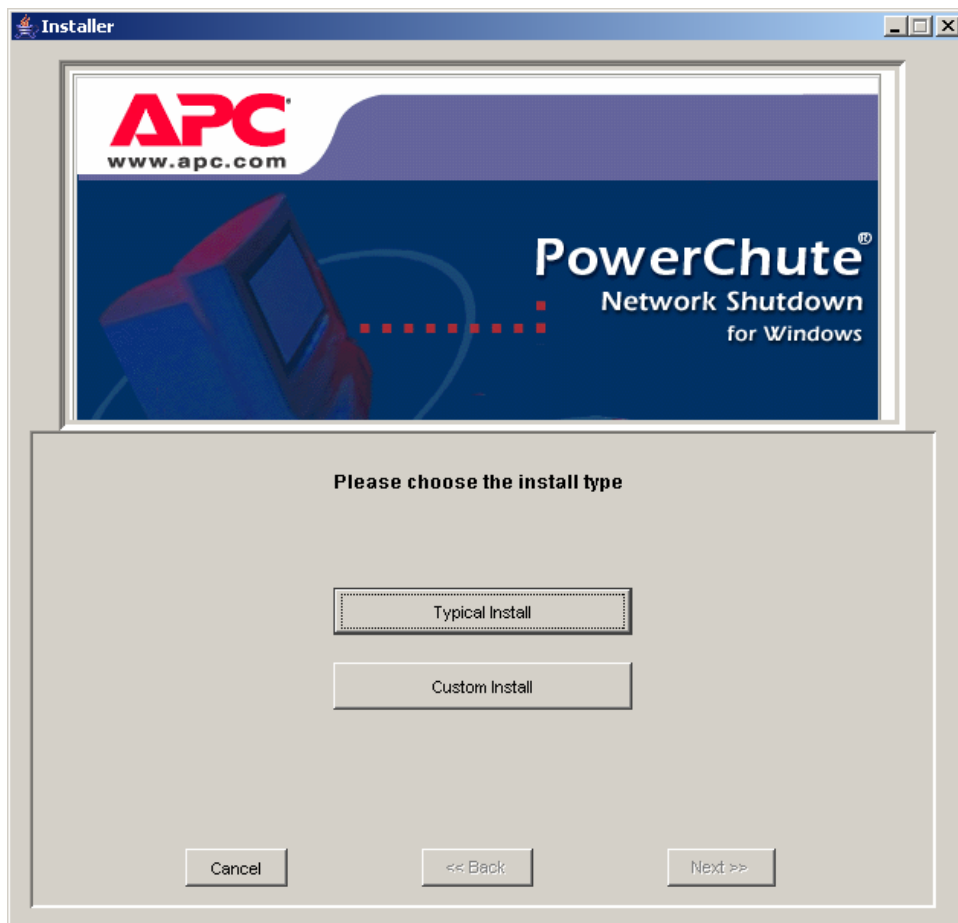 Installer
APC
www.apc.com
PowerChute®
Network Shutdown
for Windows
Please choose the install type
Typical Install
Custom Install
Cancel
<< Back
Next >>